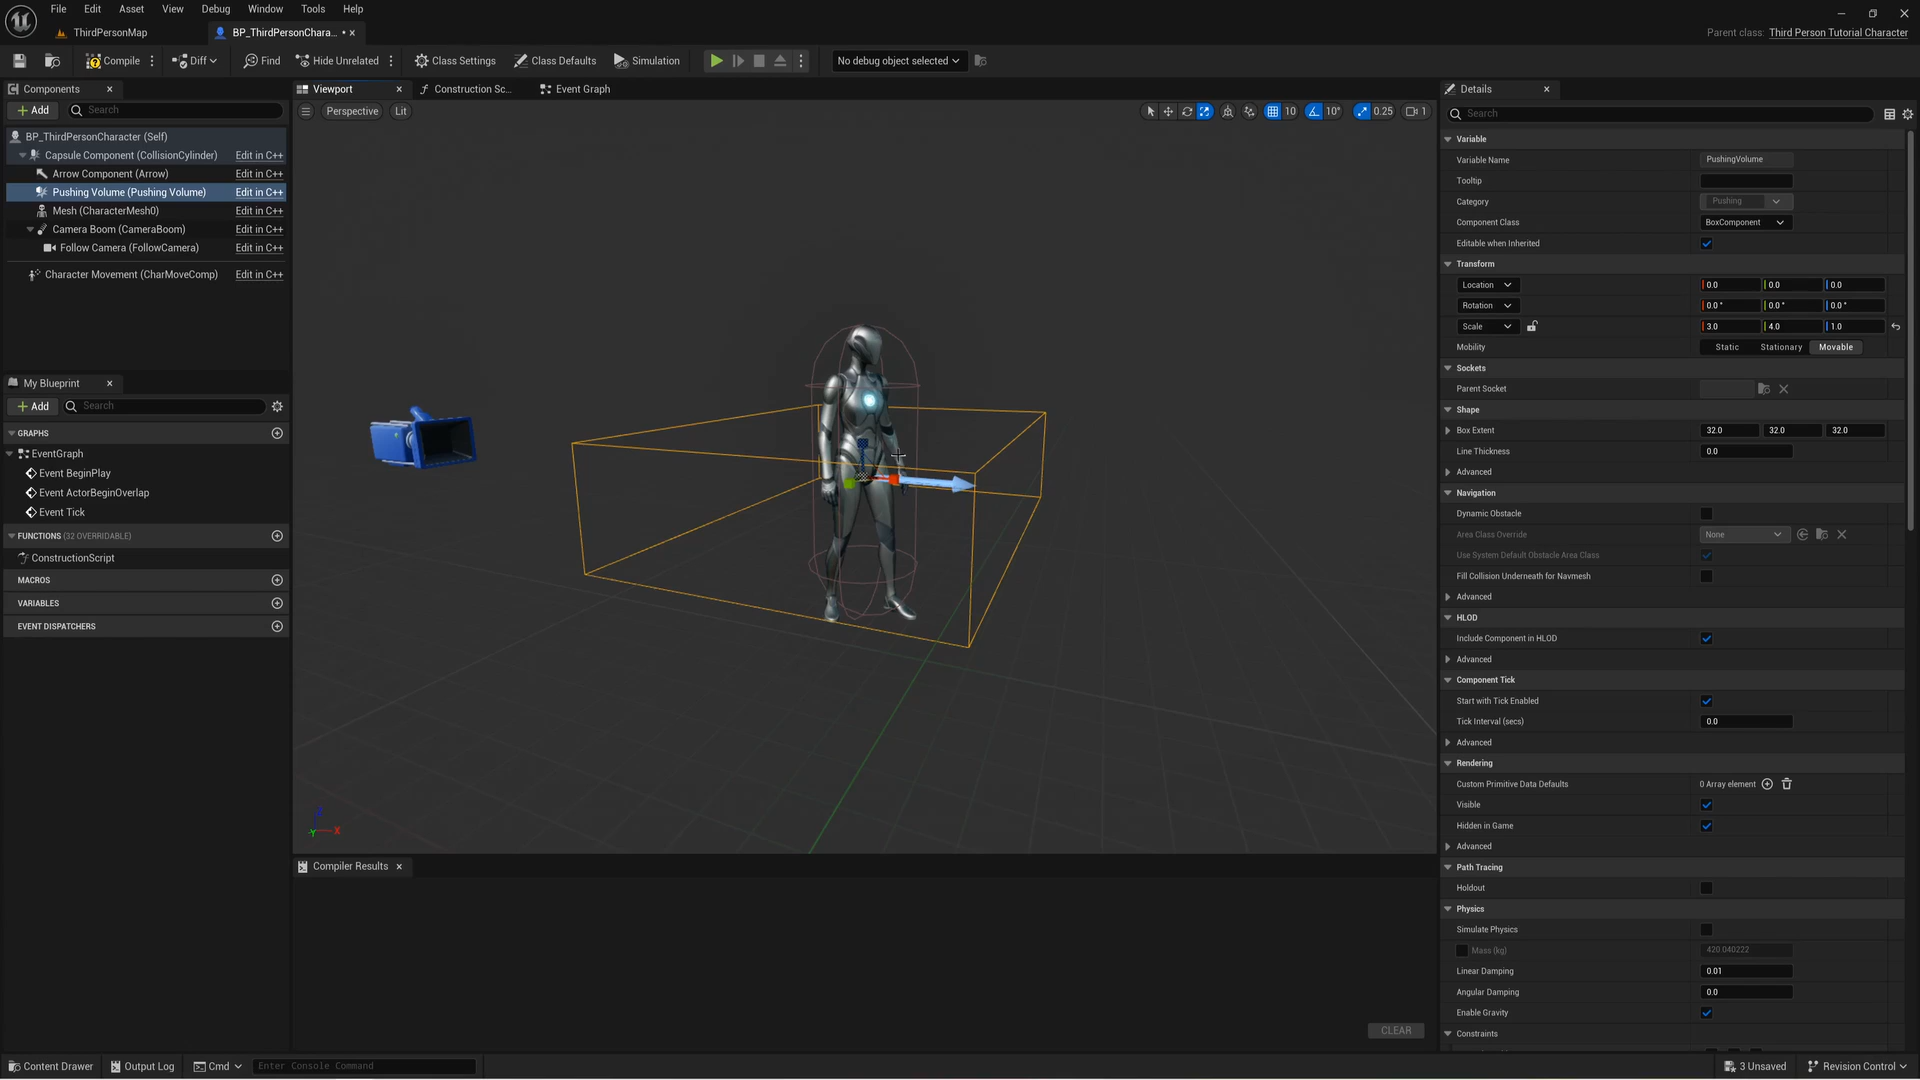 File Edit Asset View Debug Window Tools Help
ThirdPersonMap
BP_ThirdPersonChara...
Parent class: Third Person Tutorial Character
Compile Diff Find Hide Unrelated Class Settings Class Defaults Simulation No debug object selected
Components
Add Search
BP_ThirdPersonCharacter (Self)
Capsule Component (CollisionCylinder) Edit in C++
Arrow Component (Arrow) Edit in C++
Pushing Volume (Pushing Volume) Edit in C++
Mesh (CharacterMesh0) Edit in C++
Camera Boom (CameraBoom) Edit in C++
Follow Camera (FollowCamera) Edit in C++
Character Movement (CharMoveComp) Edit in C++
My Blueprint
Add Search
GRAPHS
EventGraph
Event BeginPlay
Event ActorBeginOverlap
Event Tick
FUNCTIONS (32 OVERRIDABLE)
ConstructionScript
MACROS
VARIABLES
EVENT DISPATCHERS
Viewport Construction Sc... Event Graph
Perspective Lit 10 10° 0.25 1
Z
X
Y
Compiler Results
CLEAR
Details
Search
Variable
Variable Name PushingVolume
Tooltip
Category Pushing
Component Class BoxComponent
Editable when Inherited
Transform
Location 0.0 0.0 0.0
Rotation 0.0 ° 0.0 ° 0.0 °
Scale 3.0 4.0 1.0
Mobility Static Stationary Movable
Sockets
Parent Socket
Shape
Box Extent 32.0 32.0 32.0
Line Thickness 0.0
Advanced
Navigation
Dynamic Obstacle
Area Class Override None
Use System Default Obstacle Area Class
Fill Collision Underneath for Navmesh
Advanced
HLOD
Include Component in HLOD
Advanced
Component Tick
Start with Tick Enabled
Tick Interval (secs) 0.0
Advanced
Rendering
Custom Primitive Data Defaults 0 Array element
Visible
Hidden in Game
Advanced
Path Tracing
Holdout
Physics
Simulate Physics
Mass (kg) 420.040222
Linear Damping 0.01
Angular Damping 0.0
Enable Gravity
Constraints
Content Drawer Output Log Cmd Enter Console Command 3 Unsaved Revision Control